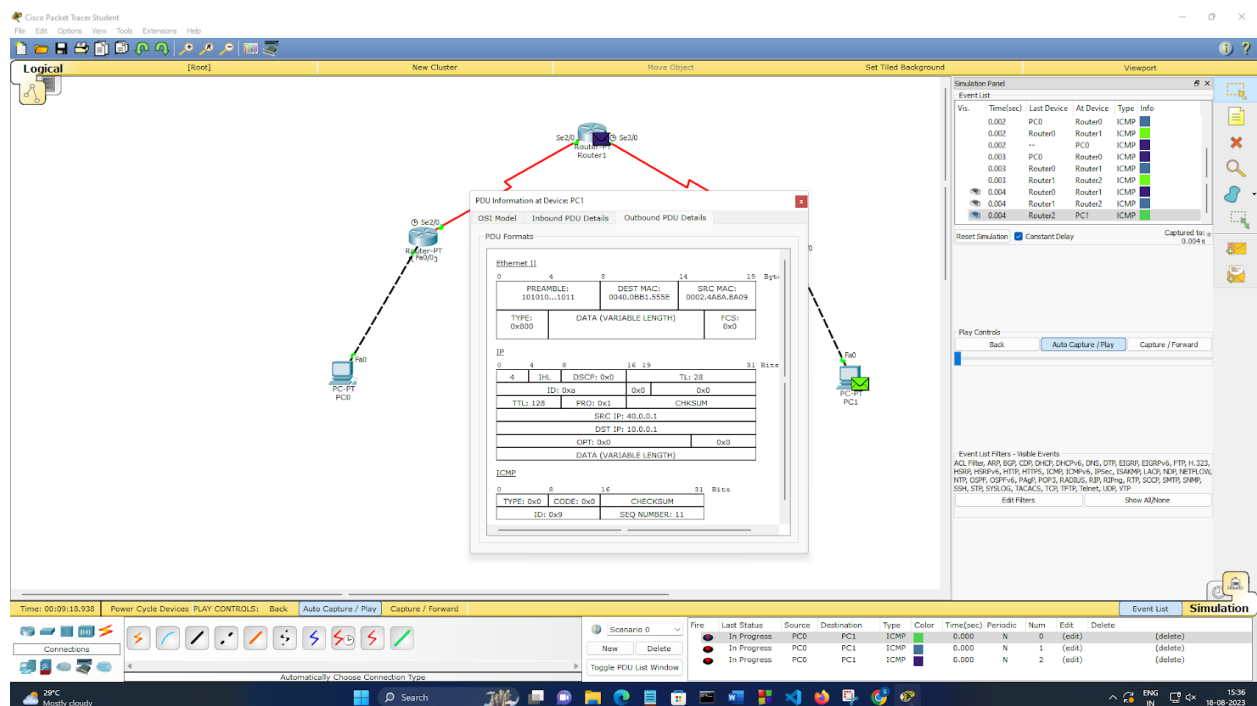 Cisco Packet Tracer Student
File Edit Options View Tools Extensions Help
Logical [Root] New Cluster Move Object Set Tiled Background Viewport
Se2/0 Se3/0
Router-PT
Router1
Se2/0
Router-PT
Fa0/0
Fa0
PC-PT
PC0
Fa0
PC-PT
PC1
PDU Information at Device: PC1
OSI Model Inbound PDU Details Outbound PDU Details
PDU Formats
Ethernet II
0 4 8 14 19 Byt
PREAMBLE: DEST MAC: SRC MAC:
101010...1011 0040.0BB1.555E 0002.4A8A.8A09
TYPE: DATA (VARIABLE LENGTH) FCS:
0x800 0x0
IP
0 4 8 16 19 31 Bits
4 IHL DSCP: 0x0 TL: 28
ID: 0xa 0x0 0x0
TTL: 128 PRO: 0x1 CHKSUM
SRC IP: 40.0.0.1
DST IP: 10.0.0.1
OPT: 0x0 0x0
DATA (VARIABLE LENGTH)
ICMP
0 8 16 31 Bits
TYPE: 0x0 CODE: 0x0 CHECKSUM
ID: 0x9 SEQ NUMBER: 11
Simulation Panel
Event List
Vis. Time(sec) Last Device At Device Type Info
0.002 PC0 Router0 ICMP
0.002 Router0 Router1 ICMP
0.002 -- PC0 ICMP
0.003 PC0 Router0 ICMP
0.003 Router0 Router1 ICMP
0.003 Router1 Router2 ICMP
0.004 Router0 Router1 ICMP
0.004 Router1 Router2 ICMP
0.004 Router2 PC1 ICMP
Reset Simulation Constant Delay Captured to:
0.004 s
Play Controls
Back Auto Capture / Play Capture / Forward
Event List Filters - Visible Events
ACL Filter, ARP, BGP, CDP, DHCP, DHCPv6, DNS, DTP, EIGRP, EIGRPv6, FTP, H.323,
HSRP, HSRPv6, HTTP, HTTPS, ICMP, ICMPv6, IPSec, ISAKMP, LACP, NDP, NETFLOW,
NTP, OSPF, OSPFv6, PAgP, POP3, RADIUS, RIP, RIPng, RTP, SCCP, SMTP, SNMP,
SSH, STP, SYSLOG, TACACS, TCP, TFTP, Telnet, UDP, VTP
Edit Filters Show All/None
Time: 00:09:18.938 Power Cycle Devices PLAY CONTROLS: Back Auto Capture / Play Capture / Forward Event List Simulation
Connections
Automatically Choose Connection Type
Scenario 0
New Delete
Toggle PDU List Window
Fire Last Status Source Destination Type Color Time(sec) Periodic Num Edit Delete
In Progress PC0 PC1 ICMP 0.000 N 0 (edit) (delete)
In Progress PC0 PC1 ICMP 0.000 N 1 (edit) (delete)
In Progress PC0 PC1 ICMP 0.000 N 2 (edit) (delete)
29°C
Mostly cloudy
Search
ENG
IN
15:36
18-08-2023